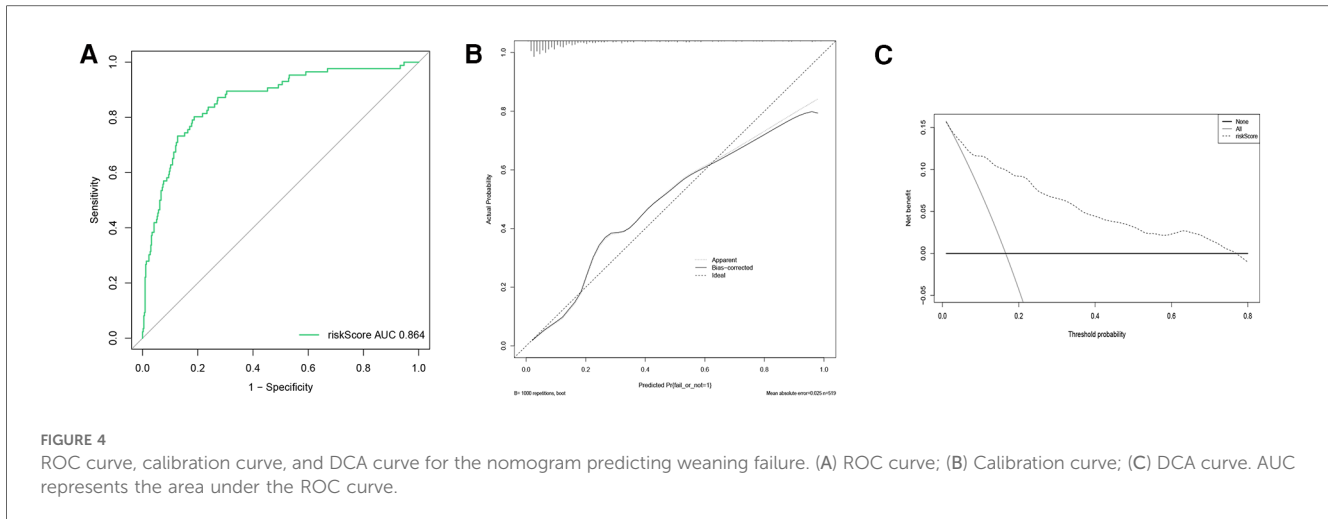 A
Sensitivity
1.0
0.8
0.6
0.4
0.2
0.0
0.0 0.2 0.4 0.6 0.8 1.0
1 − Specificity
riskScore AUC 0.864
B
Actual Probability
1.0
0.8
0.6
0.4
0.2
0.0
Apparent
Bias−corrected
Ideal
0.0 0.2 0.4 0.6 0.8 1.0
Predicted Pr{fail_or_not=1}
B= 1000 repetitions, boot Mean absolute error=0.025 n=519
C
Net benefit
0.15
0.10
0.05
0.00
−0.05
None
All
riskScore
0.0 0.2 0.4 0.6 0.8
Threshold probability
FIGURE 4
ROC curve, calibration curve, and DCA curve for the nomogram predicting weaning failure. (A) ROC curve; (B) Calibration curve; (C) DCA curve. AUC
represents the area under the ROC curve.